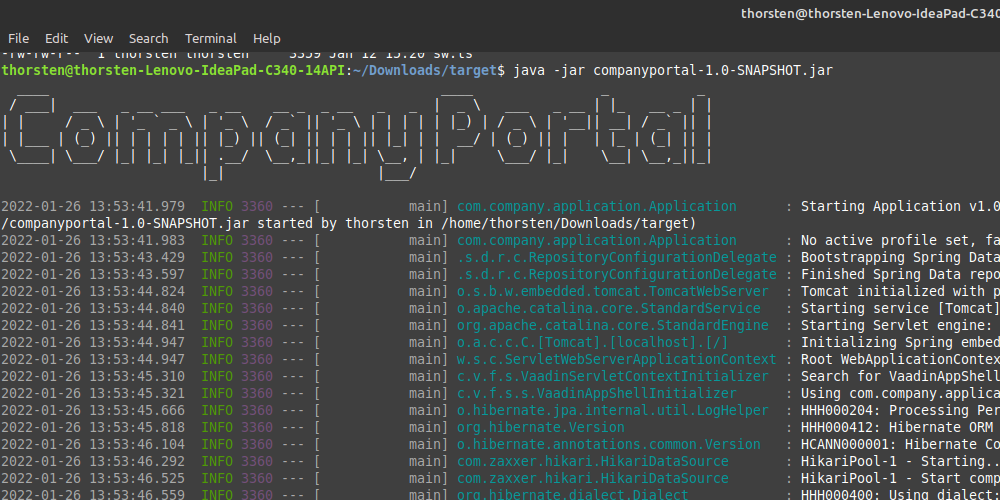 thorsten@thorsten-Lenovo-IdeaPad-C340
File Edit View Search Terminal Help
-rw-rw-r-- 1 thorsten thorsten 3359 Jan 12 15:20 sw.ts
thorsten@thorsten-Lenovo-IdeaPad-C340-14API:~/Downloads/target$ java -jar companyportal-1.0-SNAPSHOT.jar
CompanyPortal
2022-01-26 13:53:41.979 INFO 3360 --- [ main] com.company.application.Application : Starting Application v1.0
/companyportal-1.0-SNAPSHOT.jar started by thorsten in /home/thorsten/Downloads/target)
2022-01-26 13:53:41.983 INFO 3360 --- [ main] com.company.application.Application : No active profile set, fa
2022-01-26 13:53:43.429 INFO 3360 --- [ main] .s.d.r.c.RepositoryConfigurationDelegate : Bootstrapping Spring Data
2022-01-26 13:53:43.597 INFO 3360 --- [ main] .s.d.r.c.RepositoryConfigurationDelegate : Finished Spring Data repo
2022-01-26 13:53:44.824 INFO 3360 --- [ main] o.s.b.w.embedded.tomcat.TomcatWebServer : Tomcat initialized with p
2022-01-26 13:53:44.840 INFO 3360 --- [ main] o.apache.catalina.core.StandardService : Starting service [Tomcat]
2022-01-26 13:53:44.841 INFO 3360 --- [ main] org.apache.catalina.core.StandardEngine : Starting Servlet engine:
2022-01-26 13:53:44.947 INFO 3360 --- [ main] o.a.c.c.C.[Tomcat].[localhost].[/] : Initializing Spring embed
2022-01-26 13:53:44.947 INFO 3360 --- [ main] w.s.c.ServletWebServerApplicationContext : Root WebApplicationContex
2022-01-26 13:53:45.310 INFO 3360 --- [ main] c.v.f.s.VaadinServletContextInitializer : Search for VaadinAppShell
2022-01-26 13:53:45.321 INFO 3360 --- [ main] c.v.f.s.s.VaadinAppShellInitializer : Using com.company.applica
2022-01-26 13:53:45.666 INFO 3360 --- [ main] o.hibernate.jpa.internal.util.LogHelper : HHH000204: Processing Per
2022-01-26 13:53:45.818 INFO 3360 --- [ main] org.hibernate.Version : HHH000412: Hibernate ORM
2022-01-26 13:53:46.104 INFO 3360 --- [ main] o.hibernate.annotations.common.Version : HCANN000001: Hibernate Co
2022-01-26 13:53:46.292 INFO 3360 --- [ main] com.zaxxer.hikari.HikariDataSource : HikariPool-1 - Starting..
2022-01-26 13:53:46.525 INFO 3360 --- [ main] com.zaxxer.hikari.HikariDataSource : HikariPool-1 - Start comp
2022-01-26 13:53:46.559 INFO 3360 --- [ main] org.hibernate.dialect.Dialect : HHH000400: Using dialect: